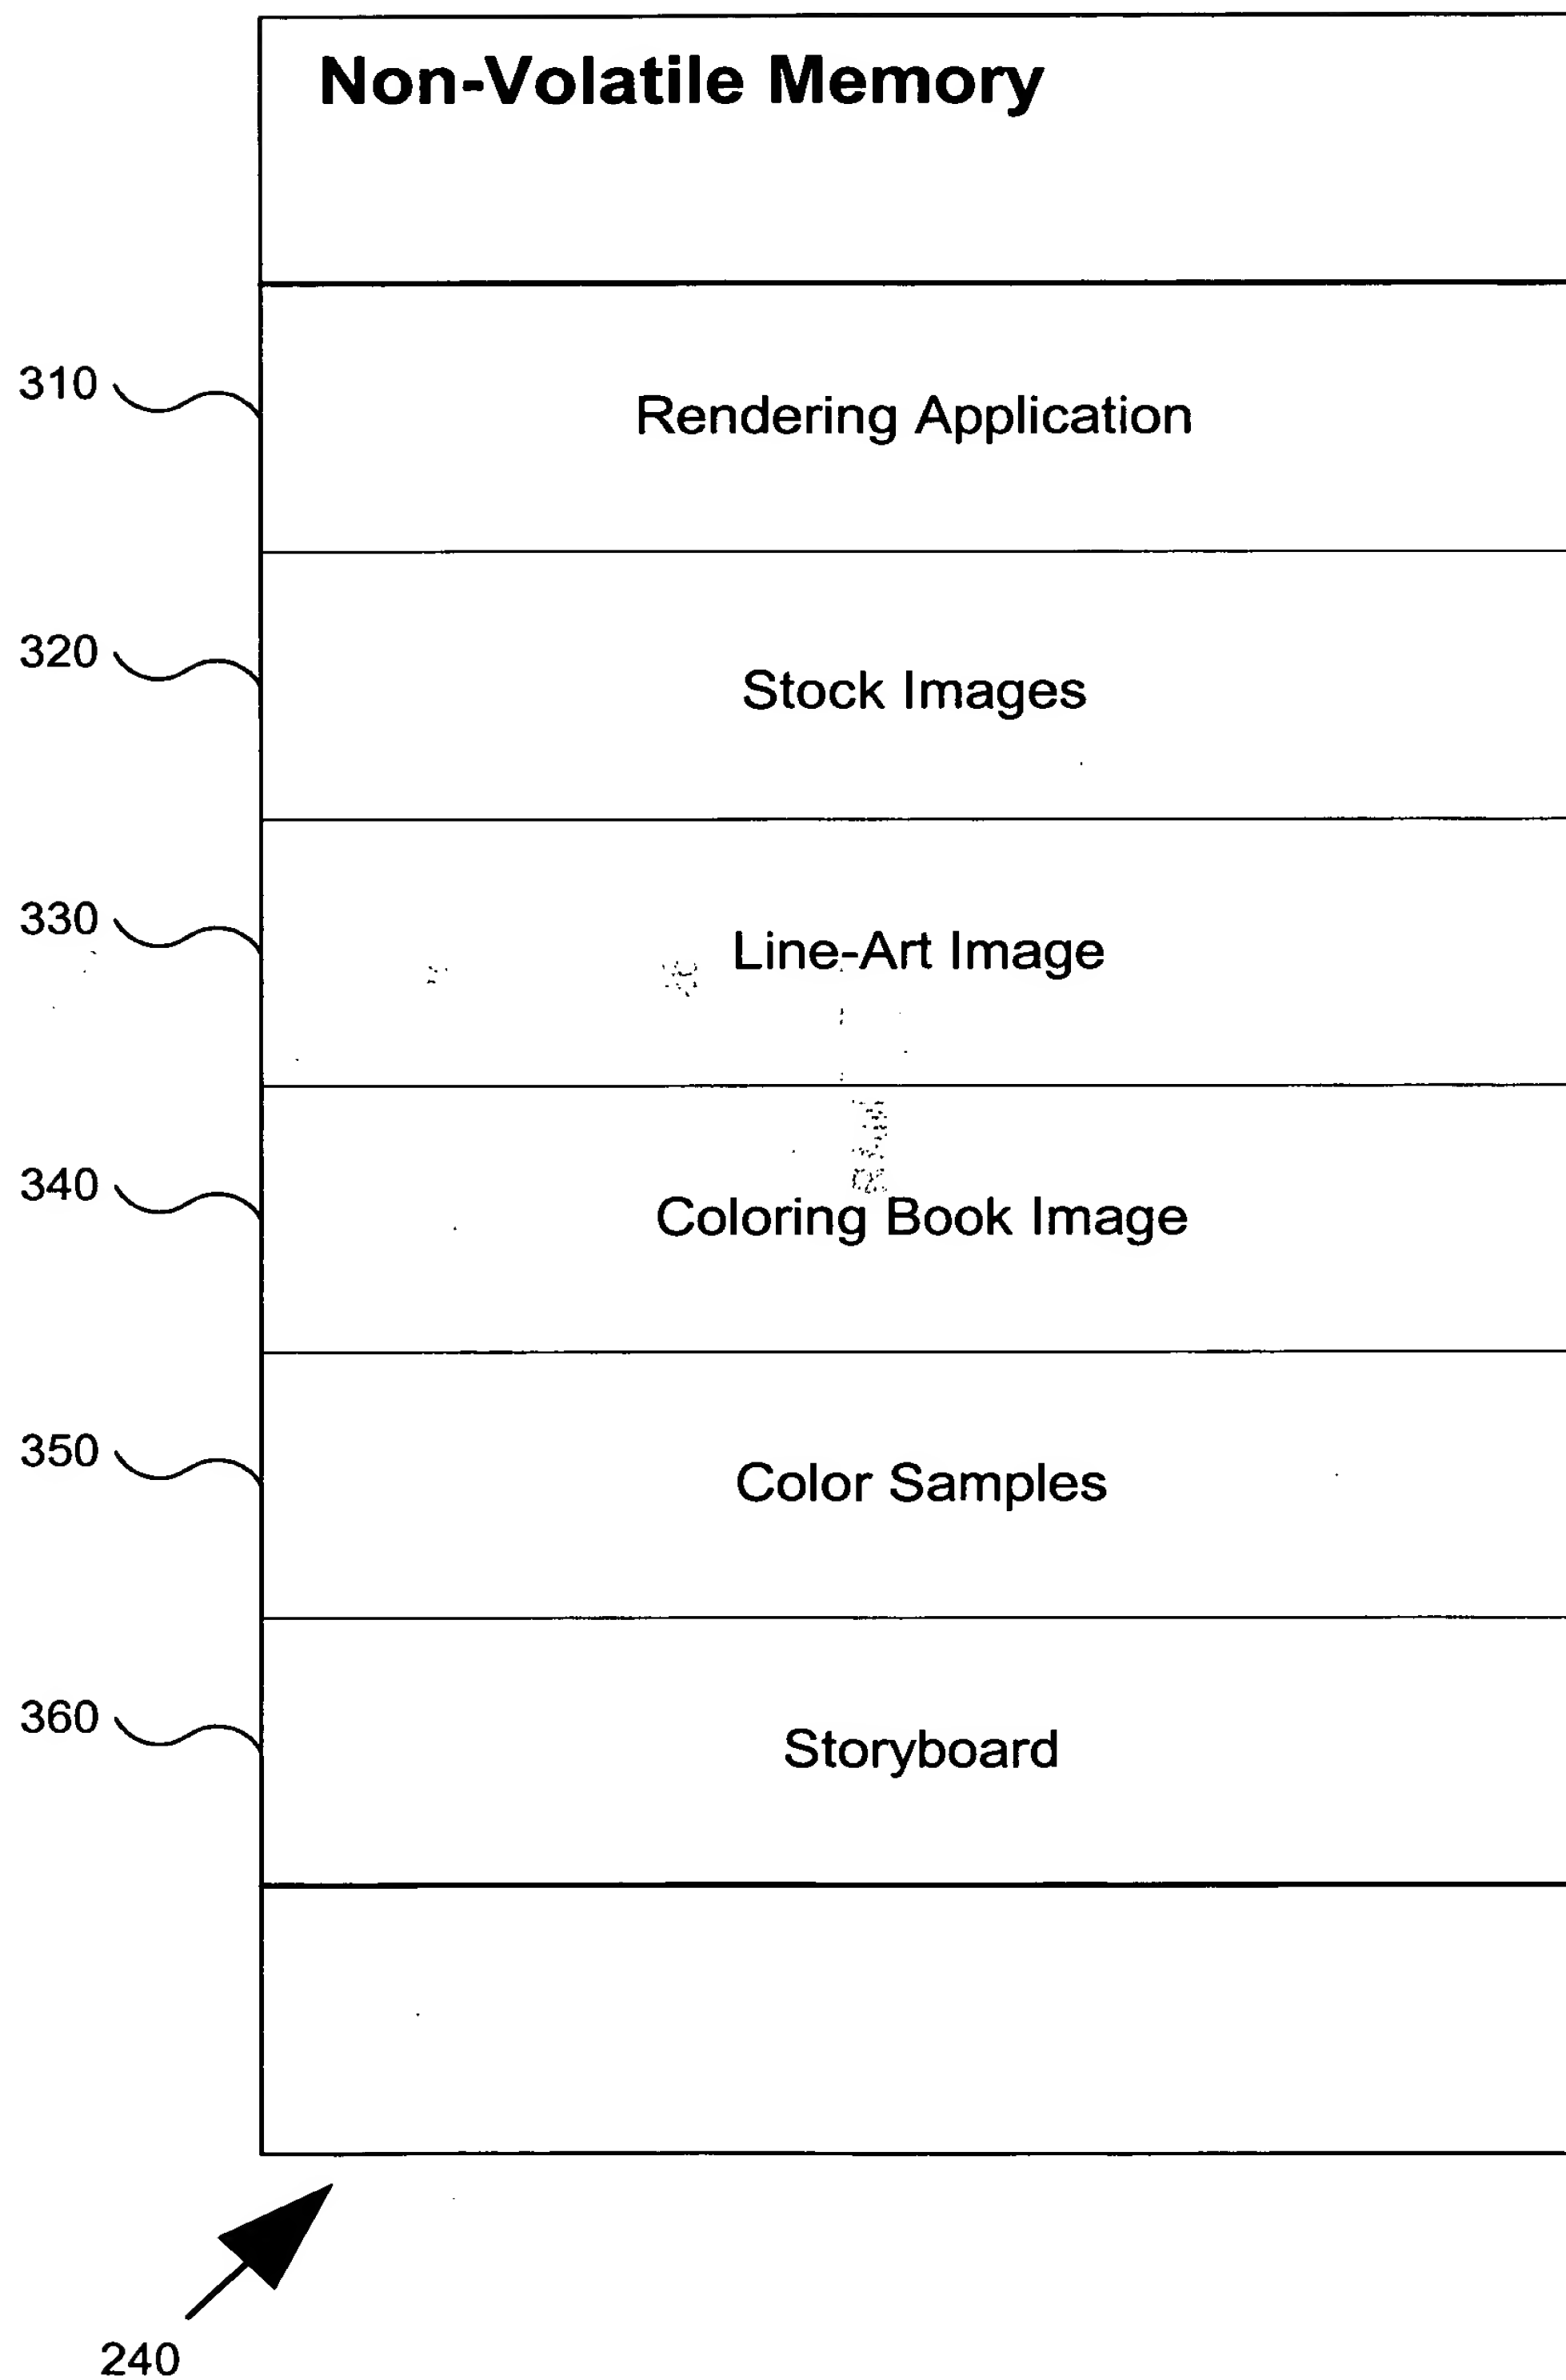 Non-Volatile Memory
310
Rendering Application
320
Stock Images
330
Line-Art Image
340
Coloring Book Image
350
Color Samples
360
Storyboard
240